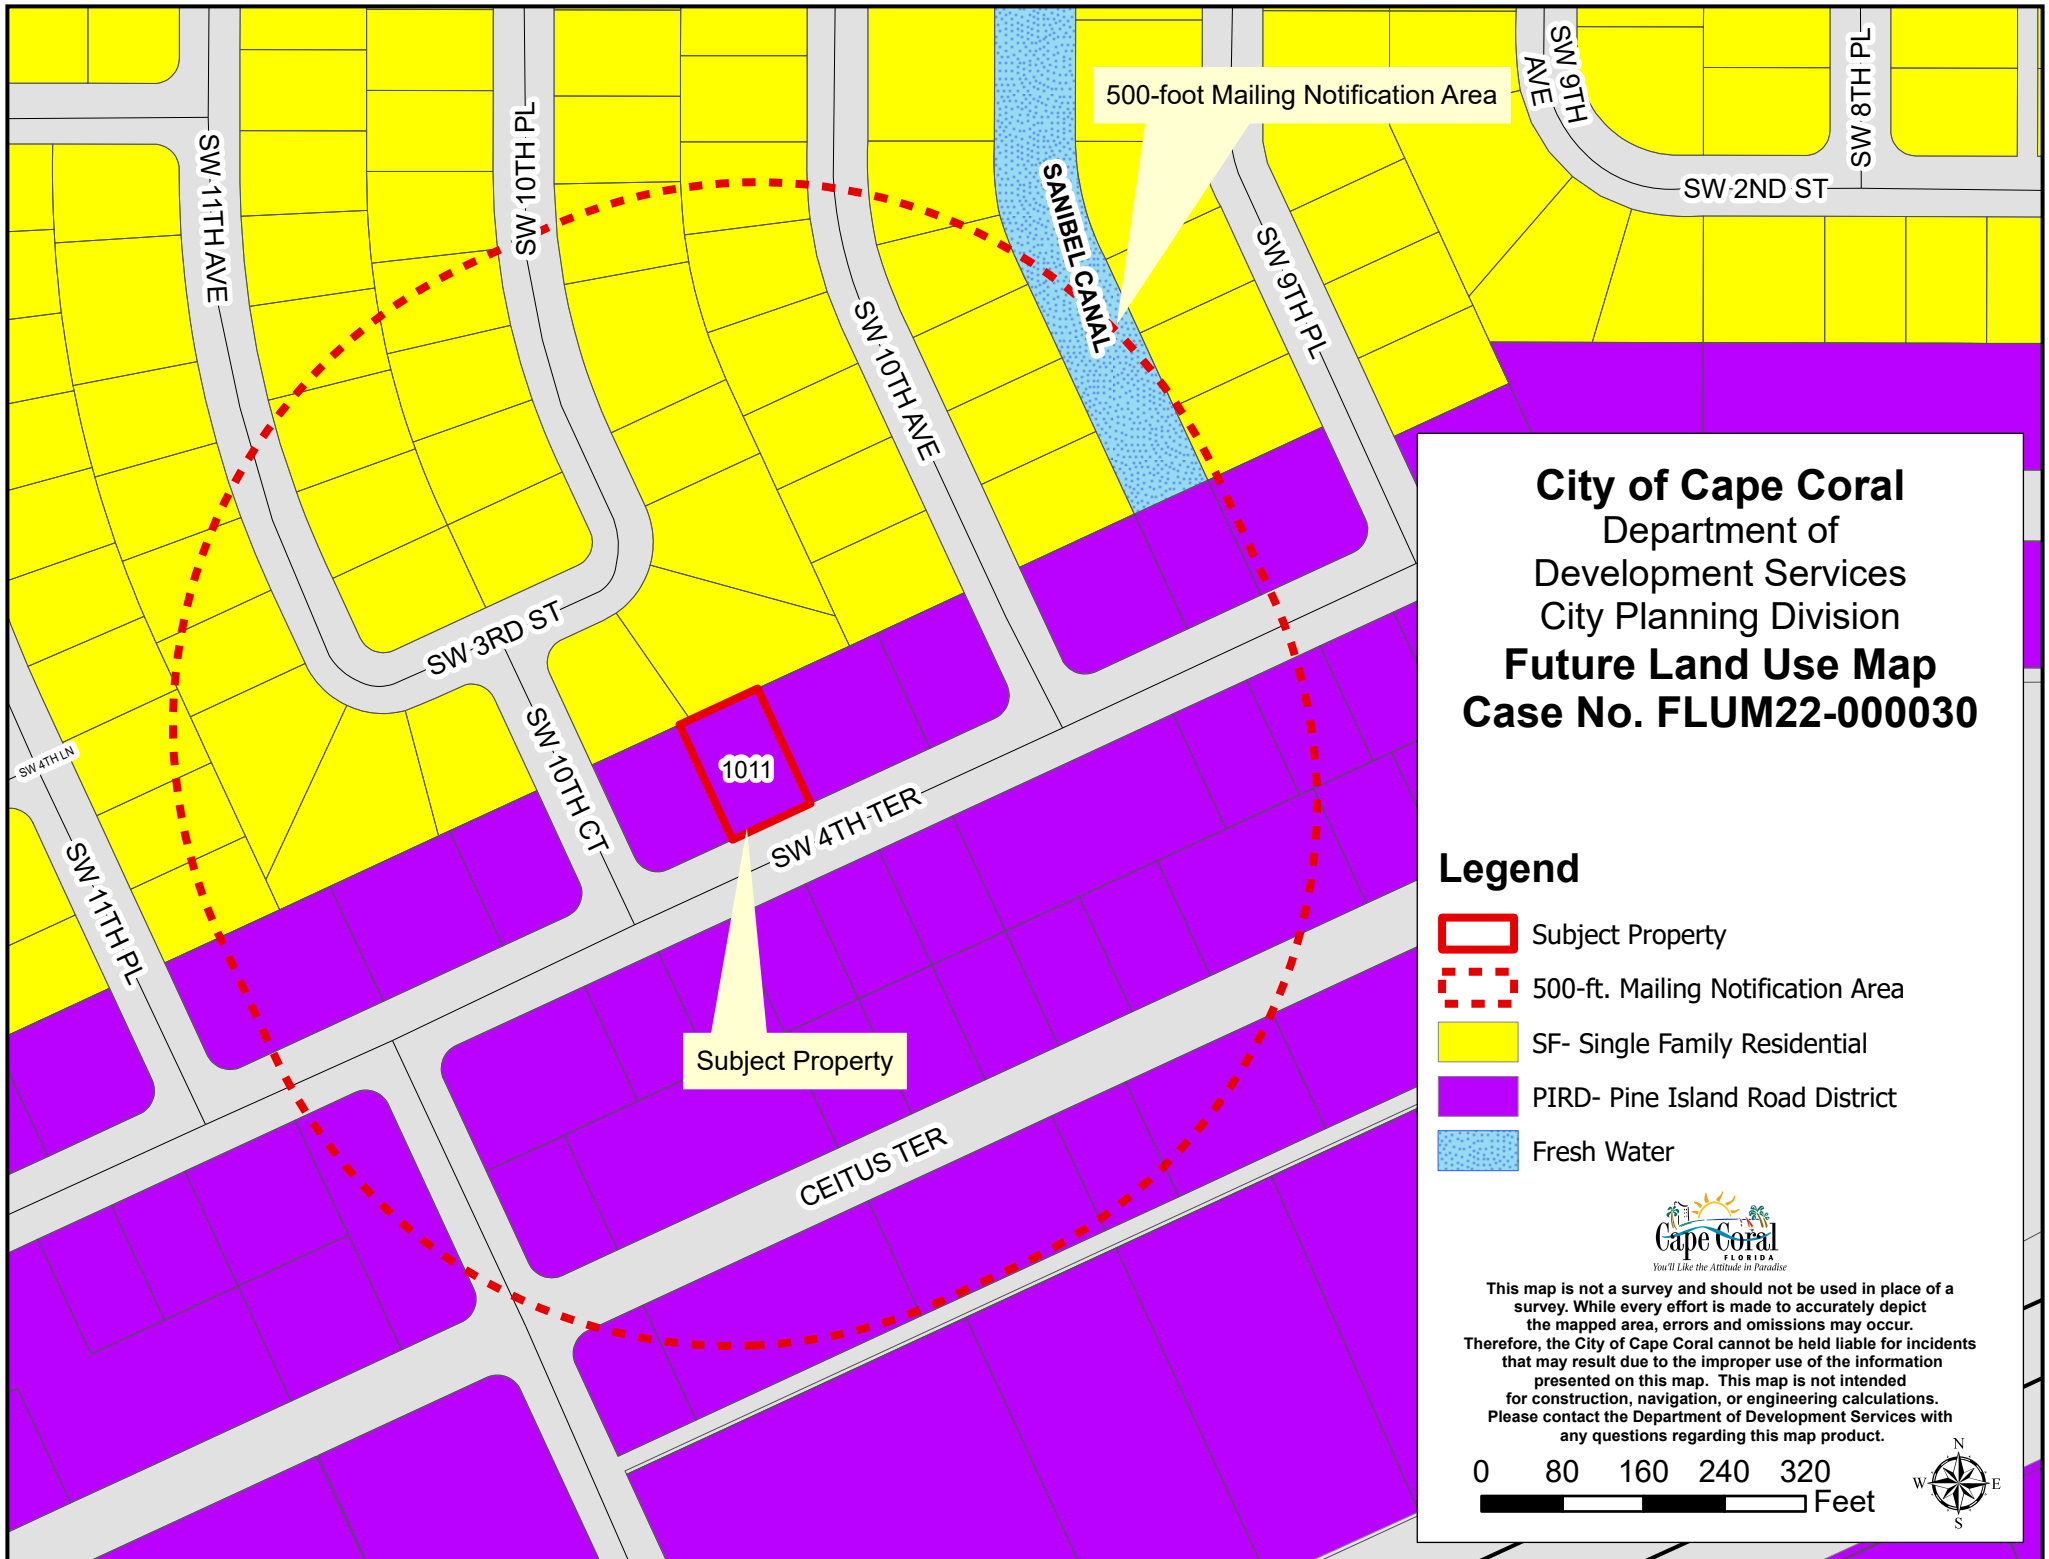 SW 11TH AVE
SW 10TH PL
500-foot Mailing Notification Area
SANIBEL CANAL
SW 10TH AVE
SW 9TH PL
SW 9TH
AVE
SW 8TH PL
SW 2ND ST
SW 3RD ST
SW 10TH CT
SW 4TH LN
SW 11TH PL
1011
SW 4TH TER
Subject Property
CEITUS TER
City of Cape Coral
Department of
Development Services
City Planning Division
Future Land Use Map
Case No. FLUM22-000030
Legend
Subject Property
500-ft. Mailing Notification Area
SF- Single Family Residential
PIRD- Pine Island Road District
Fresh Water
Cape Coral
FLORIDA
You'll Like the Attitude in Paradise
This map is not a survey and should not be used in place of a
survey. While every effort is made to accurately depict
the mapped area, errors and omissions may occur.
Therefore, the City of Cape Coral cannot be held liable for incidents
that may result due to the improper use of the information
presented on this map. This map is not intended
for construction, navigation, or engineering calculations.
Please contact the Department of Development Services with
any questions regarding this map product.
0 80 160 240 320
Feet
N
W E
S